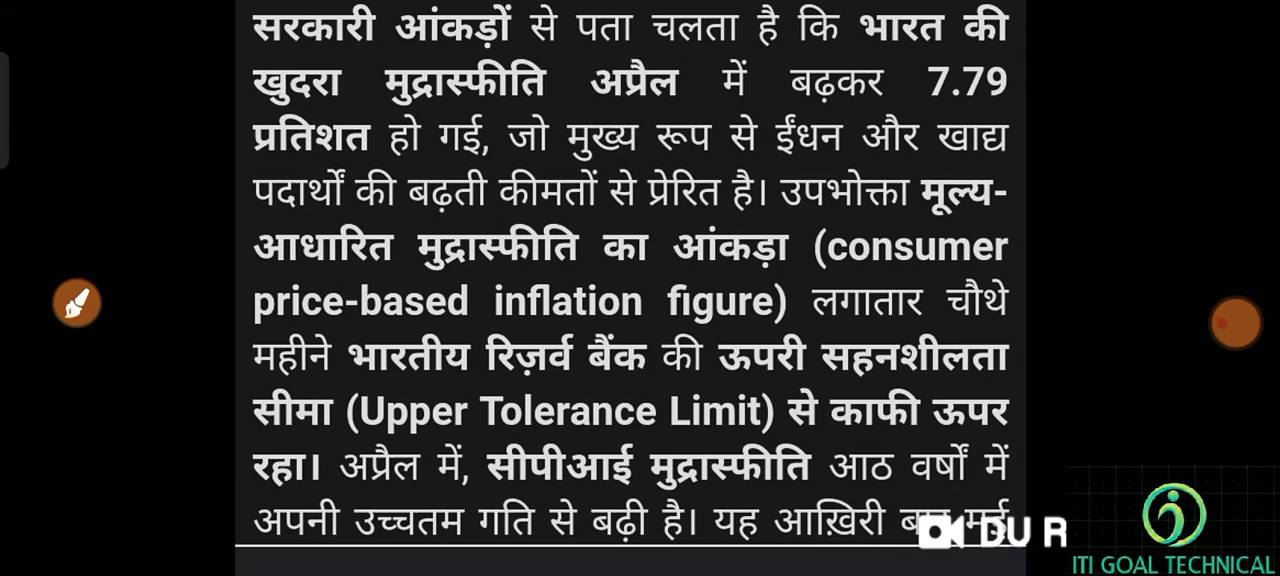 सरकारी आंकड़ों से पता चलता है कि भारत की
खुदरा मुद्रास्फीति अप्रैल में बढ़कर 7.79
प्रतिशत हो गई, जो मुख्य रूप से ईंधन और खाद्य
पदार्थों की बढ़ती कीमतों से प्रेरित है। उपभोक्ता मूल्य-
आधारित मुद्रास्फीति का आंकड़ा (consumer
price-based inflation figure) लगातार चौथे
महीने भारतीय रिज़र्व बैंक की ऊपरी सहनशीलता
सीमा (Upper Tolerance Limit) से काफी ऊपर
रहा। अप्रैल में, सीपीआई मुद्रास्फीति आठ वर्षों में
अपनी उच्चतम गति से बढ़ी है। यह आख़िरी
DU R
ITI GOAL TECHNICAL